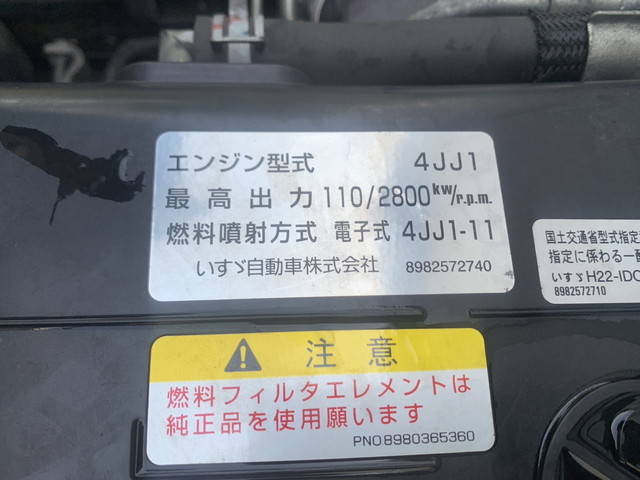 エンジン型式 4JJ1
最高出力 110/2800kw/r.p.m.
燃料噴射方式 電子式 4JJ1-11
いすゞ自動車株式会社 8982572740
国土交通省型式指定
指定に係わる一酸
いすゞH22-IDC
8982572710
注意
燃料フィルタエレメントは
純正品を使用願います
PNO8980365360